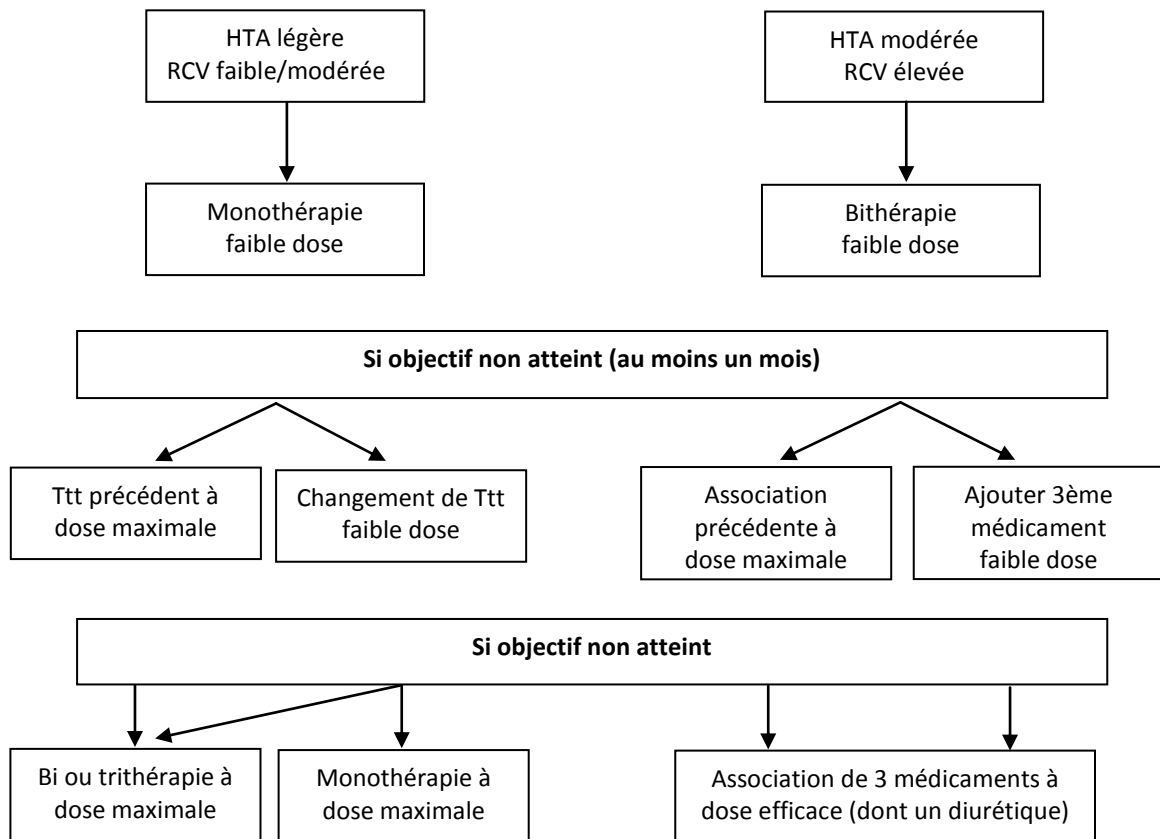 HTA légère
RCV faible/modérée
HTA modérée
RCV élevée
Monothérapie
faible dose
Bithérapie
faible dose
Si objectif non atteint (au moins un mois)
Ttt précédent à
dose maximale
Changement de Ttt
faible dose
Association
précédente à
dose maximale
Ajouter 3ème
médicament
faible dose
Si objectif non atteint
Bi ou trithérapie à
dose maximale
Monothérapie à
dose maximale
Association de 3 médicaments à
dose efficace (dont un diurétique)